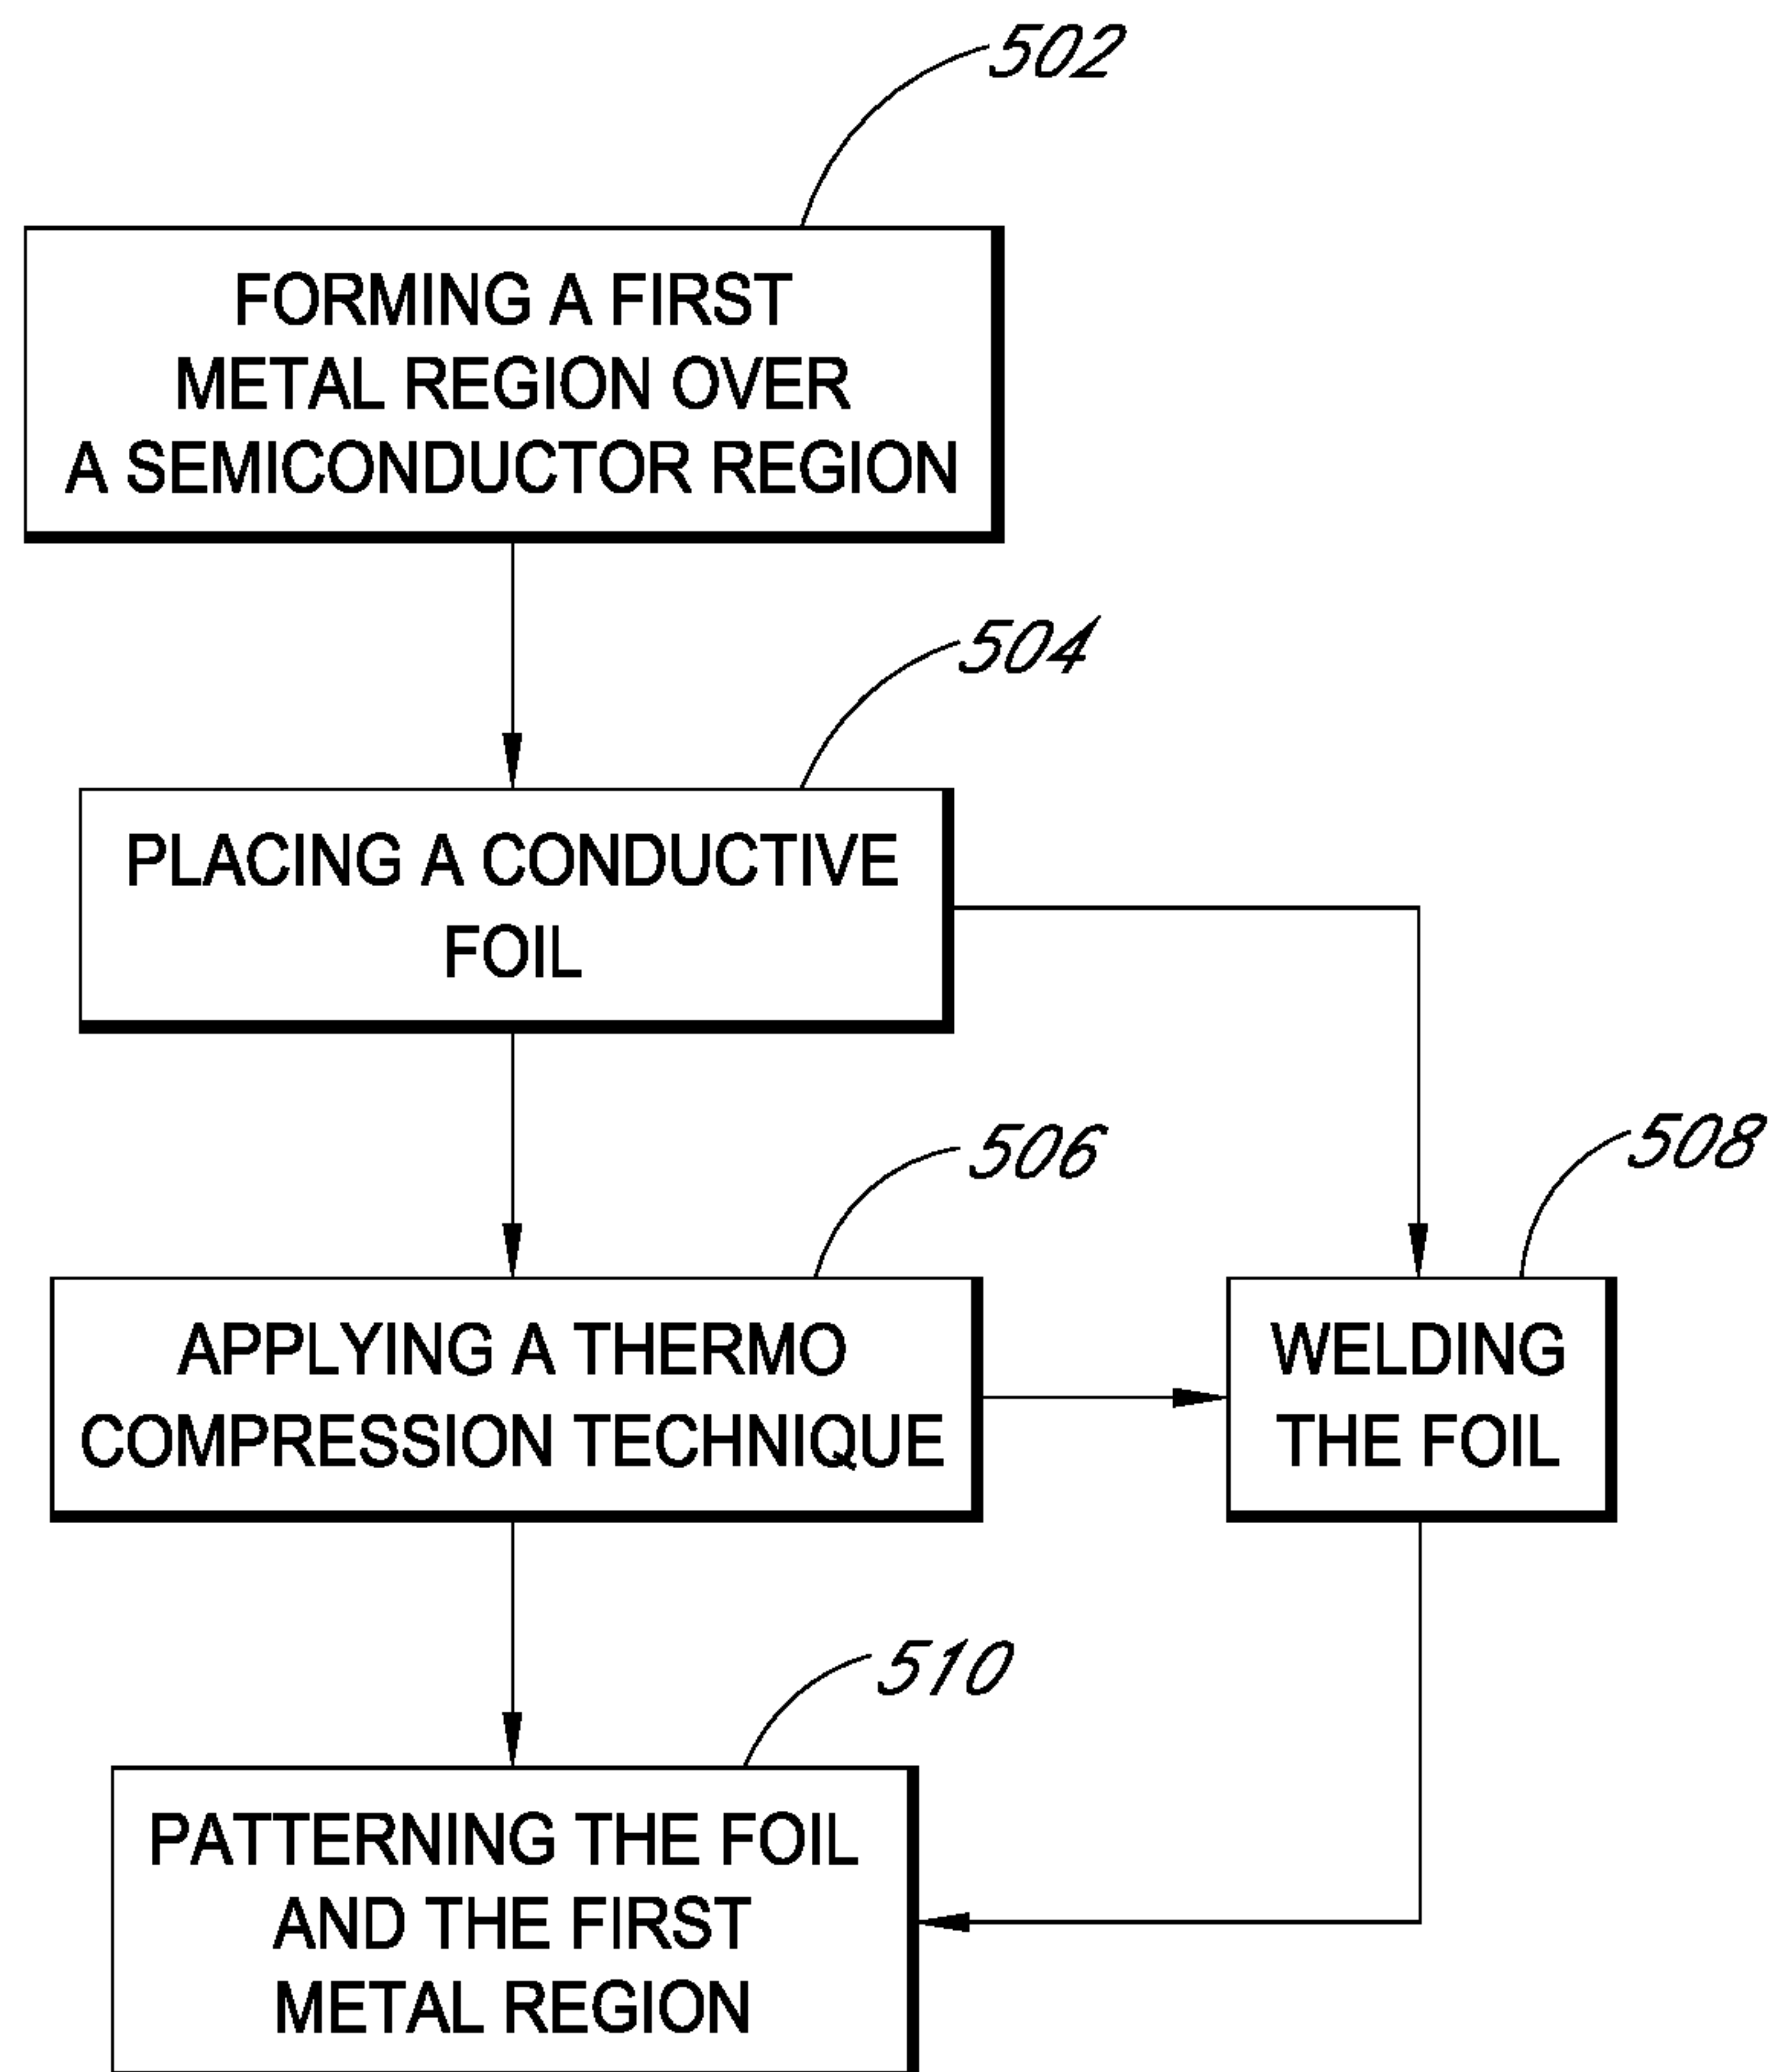 502
FORMING A FIRST
METAL REGION OVER
A SEMICONDUCTOR REGION
504
PLACING A CONDUCTIVE
FOIL
506
APPLYING A THERMO
COMPRESSION TECHNIQUE
508
WELDING
THE FOIL
510
PATTERNING THE FOIL
AND THE FIRST
METAL REGION